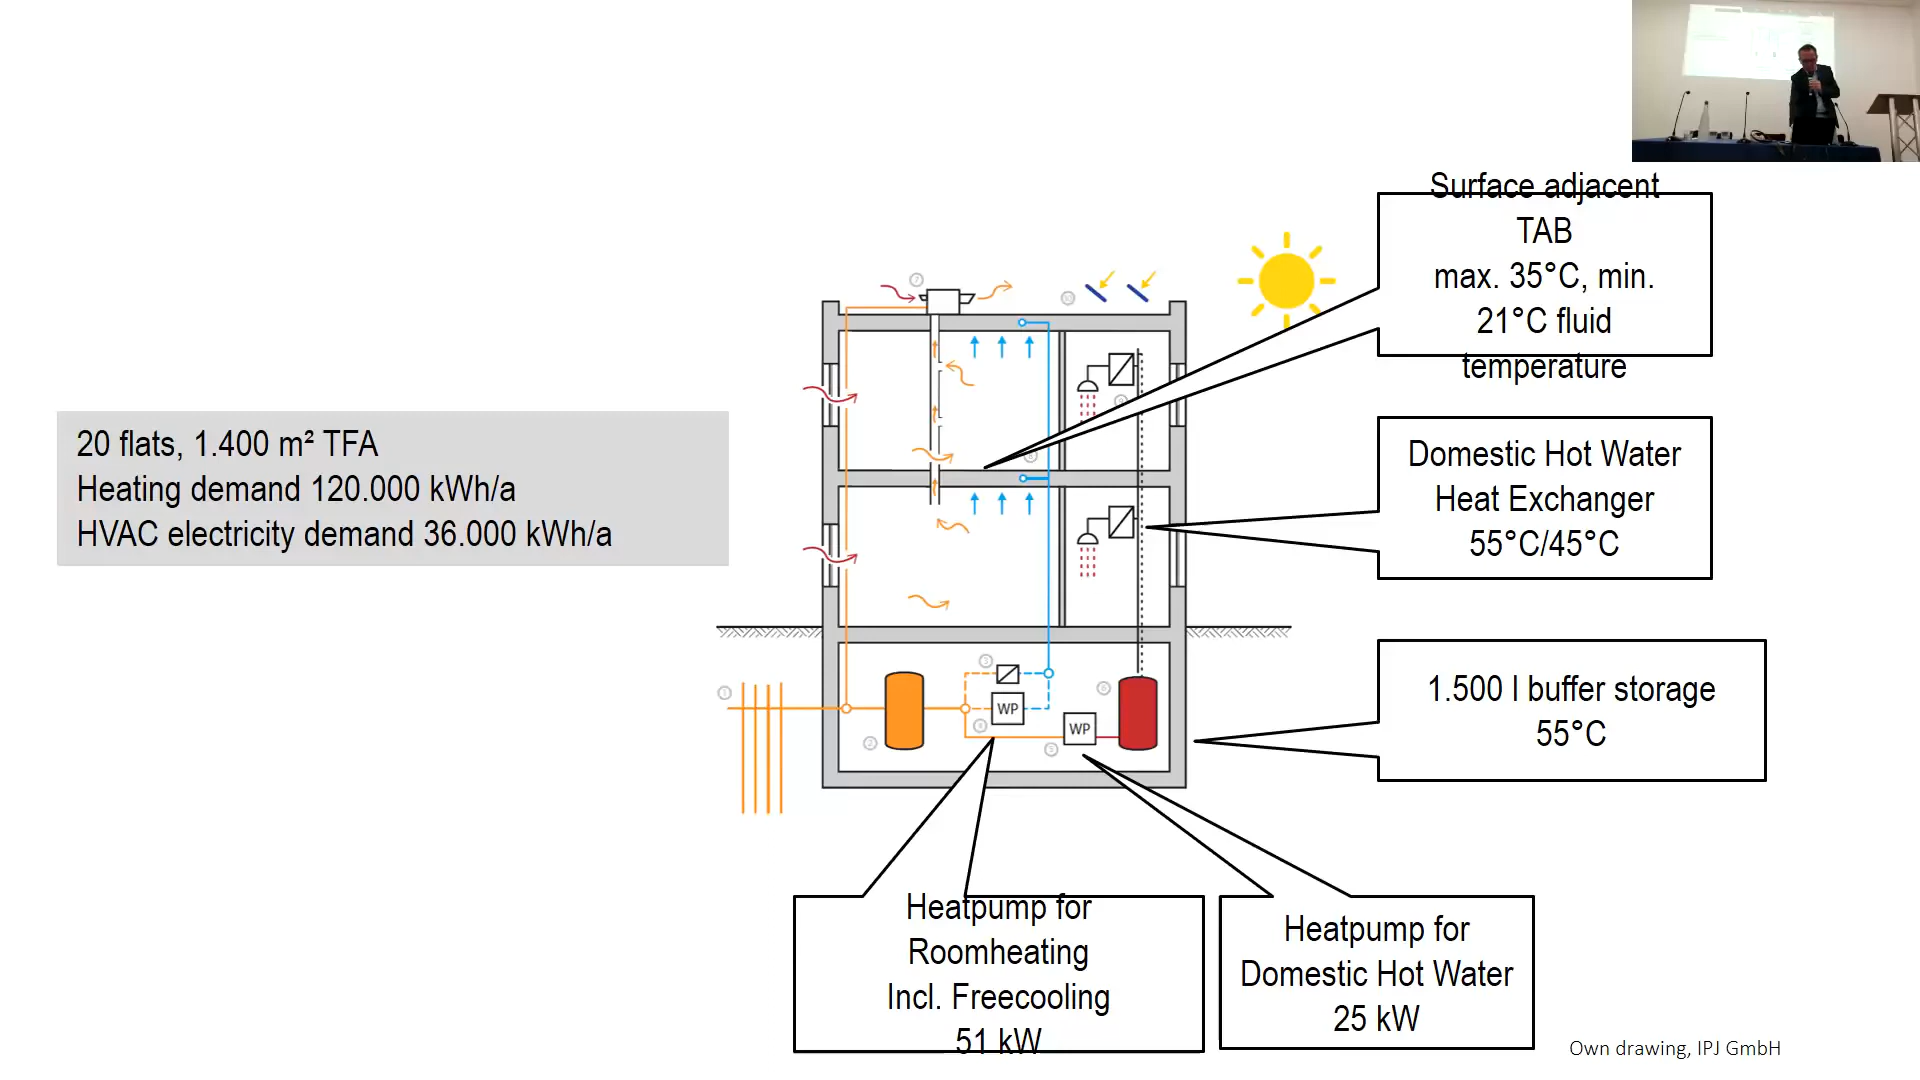 Surface adjacent
TAB
max. 35°C, min.
21°C fluid
temperature
20 flats, 1.400 m² TFA
Heating demand 120.000 kWh/a
HVAC electricity demand 36.000 kWh/a
Domestic Hot Water
Heat Exchanger
55°C/45°C
1.500 l buffer storage
55°C
WP
WP
Heatpump for
Roomheating
Incl. Freecooling
51 kW
Heatpump for
Domestic Hot Water
25 kW
Own drawing, IPJ GmbH